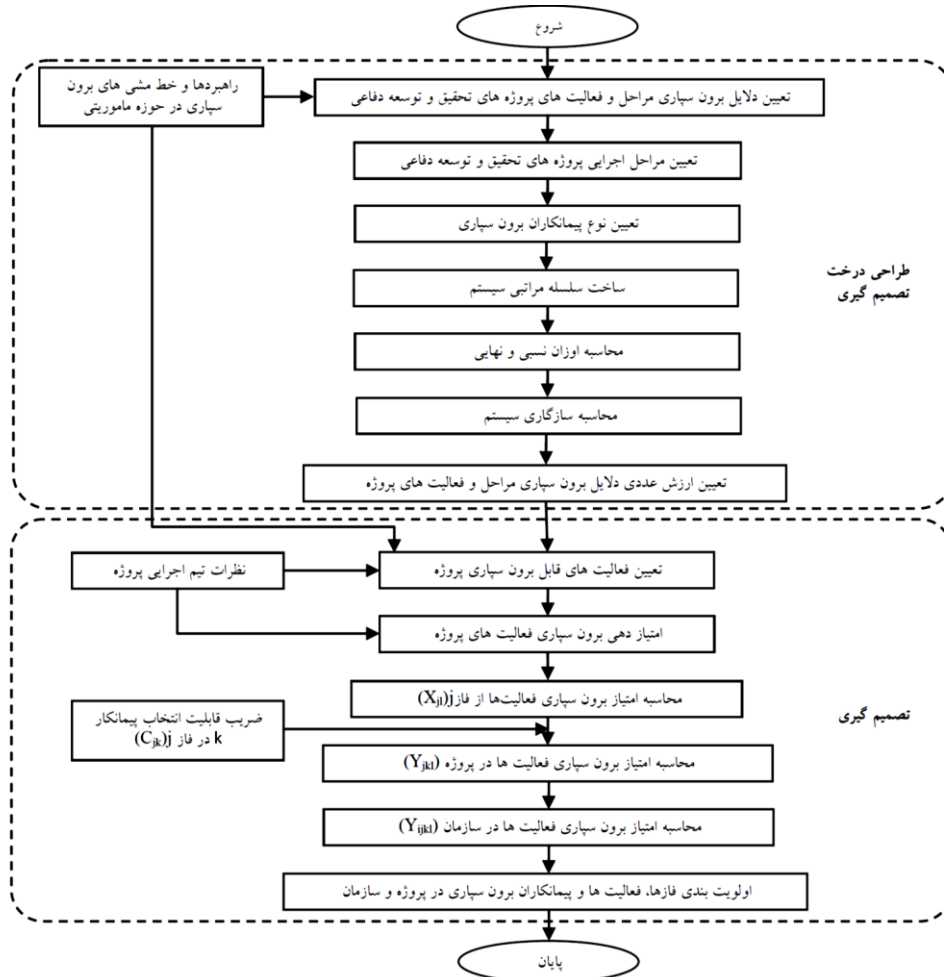 شروع
راهبردها و خط مشی های برون
سپاری در حوزه ماموریتی
تعیین دلایل برون سپاری مراحل و فعالیت های پروژه های تحقیق و توسعه دفاعی
تعیین مراحل اجرایی پروژه های تحقیق و توسعه دفاعی
تعیین نوع پیمانکاران برون سپاری
ساخت سلسله مراتبی سیستم
طراحی درخت
تصمیم گیری
محاسبه اوزان نسبی و نهایی
محاسبه سازگاری سیستم
تعیین ارزش عددی دلایل برون سپاری مراحل و فعالیت های پروژه
نظرات تیم اجرایی پروژه
تعیین فعالیت های قابل برون سپاری پروژه
امتیاز دهی برون سپاری فعالیت های پروژه
محاسبه امتیاز برون سپاری فعالیت‌ها از فاز j(Xjl)
تصمیم گیری
ضریب قابلیت انتخاب پیمانکار
k در فاز j(Cjk)
محاسبه امتیاز برون سپاری فعالیت ها در پروژه (Yjkl)
محاسبه امتیاز برون سپاری فعالیت ها در سازمان (Yijkl)
اولویت بندی فازها، فعالیت ها و پیمانکاران برون سپاری در پروژه و سازمان
پایان